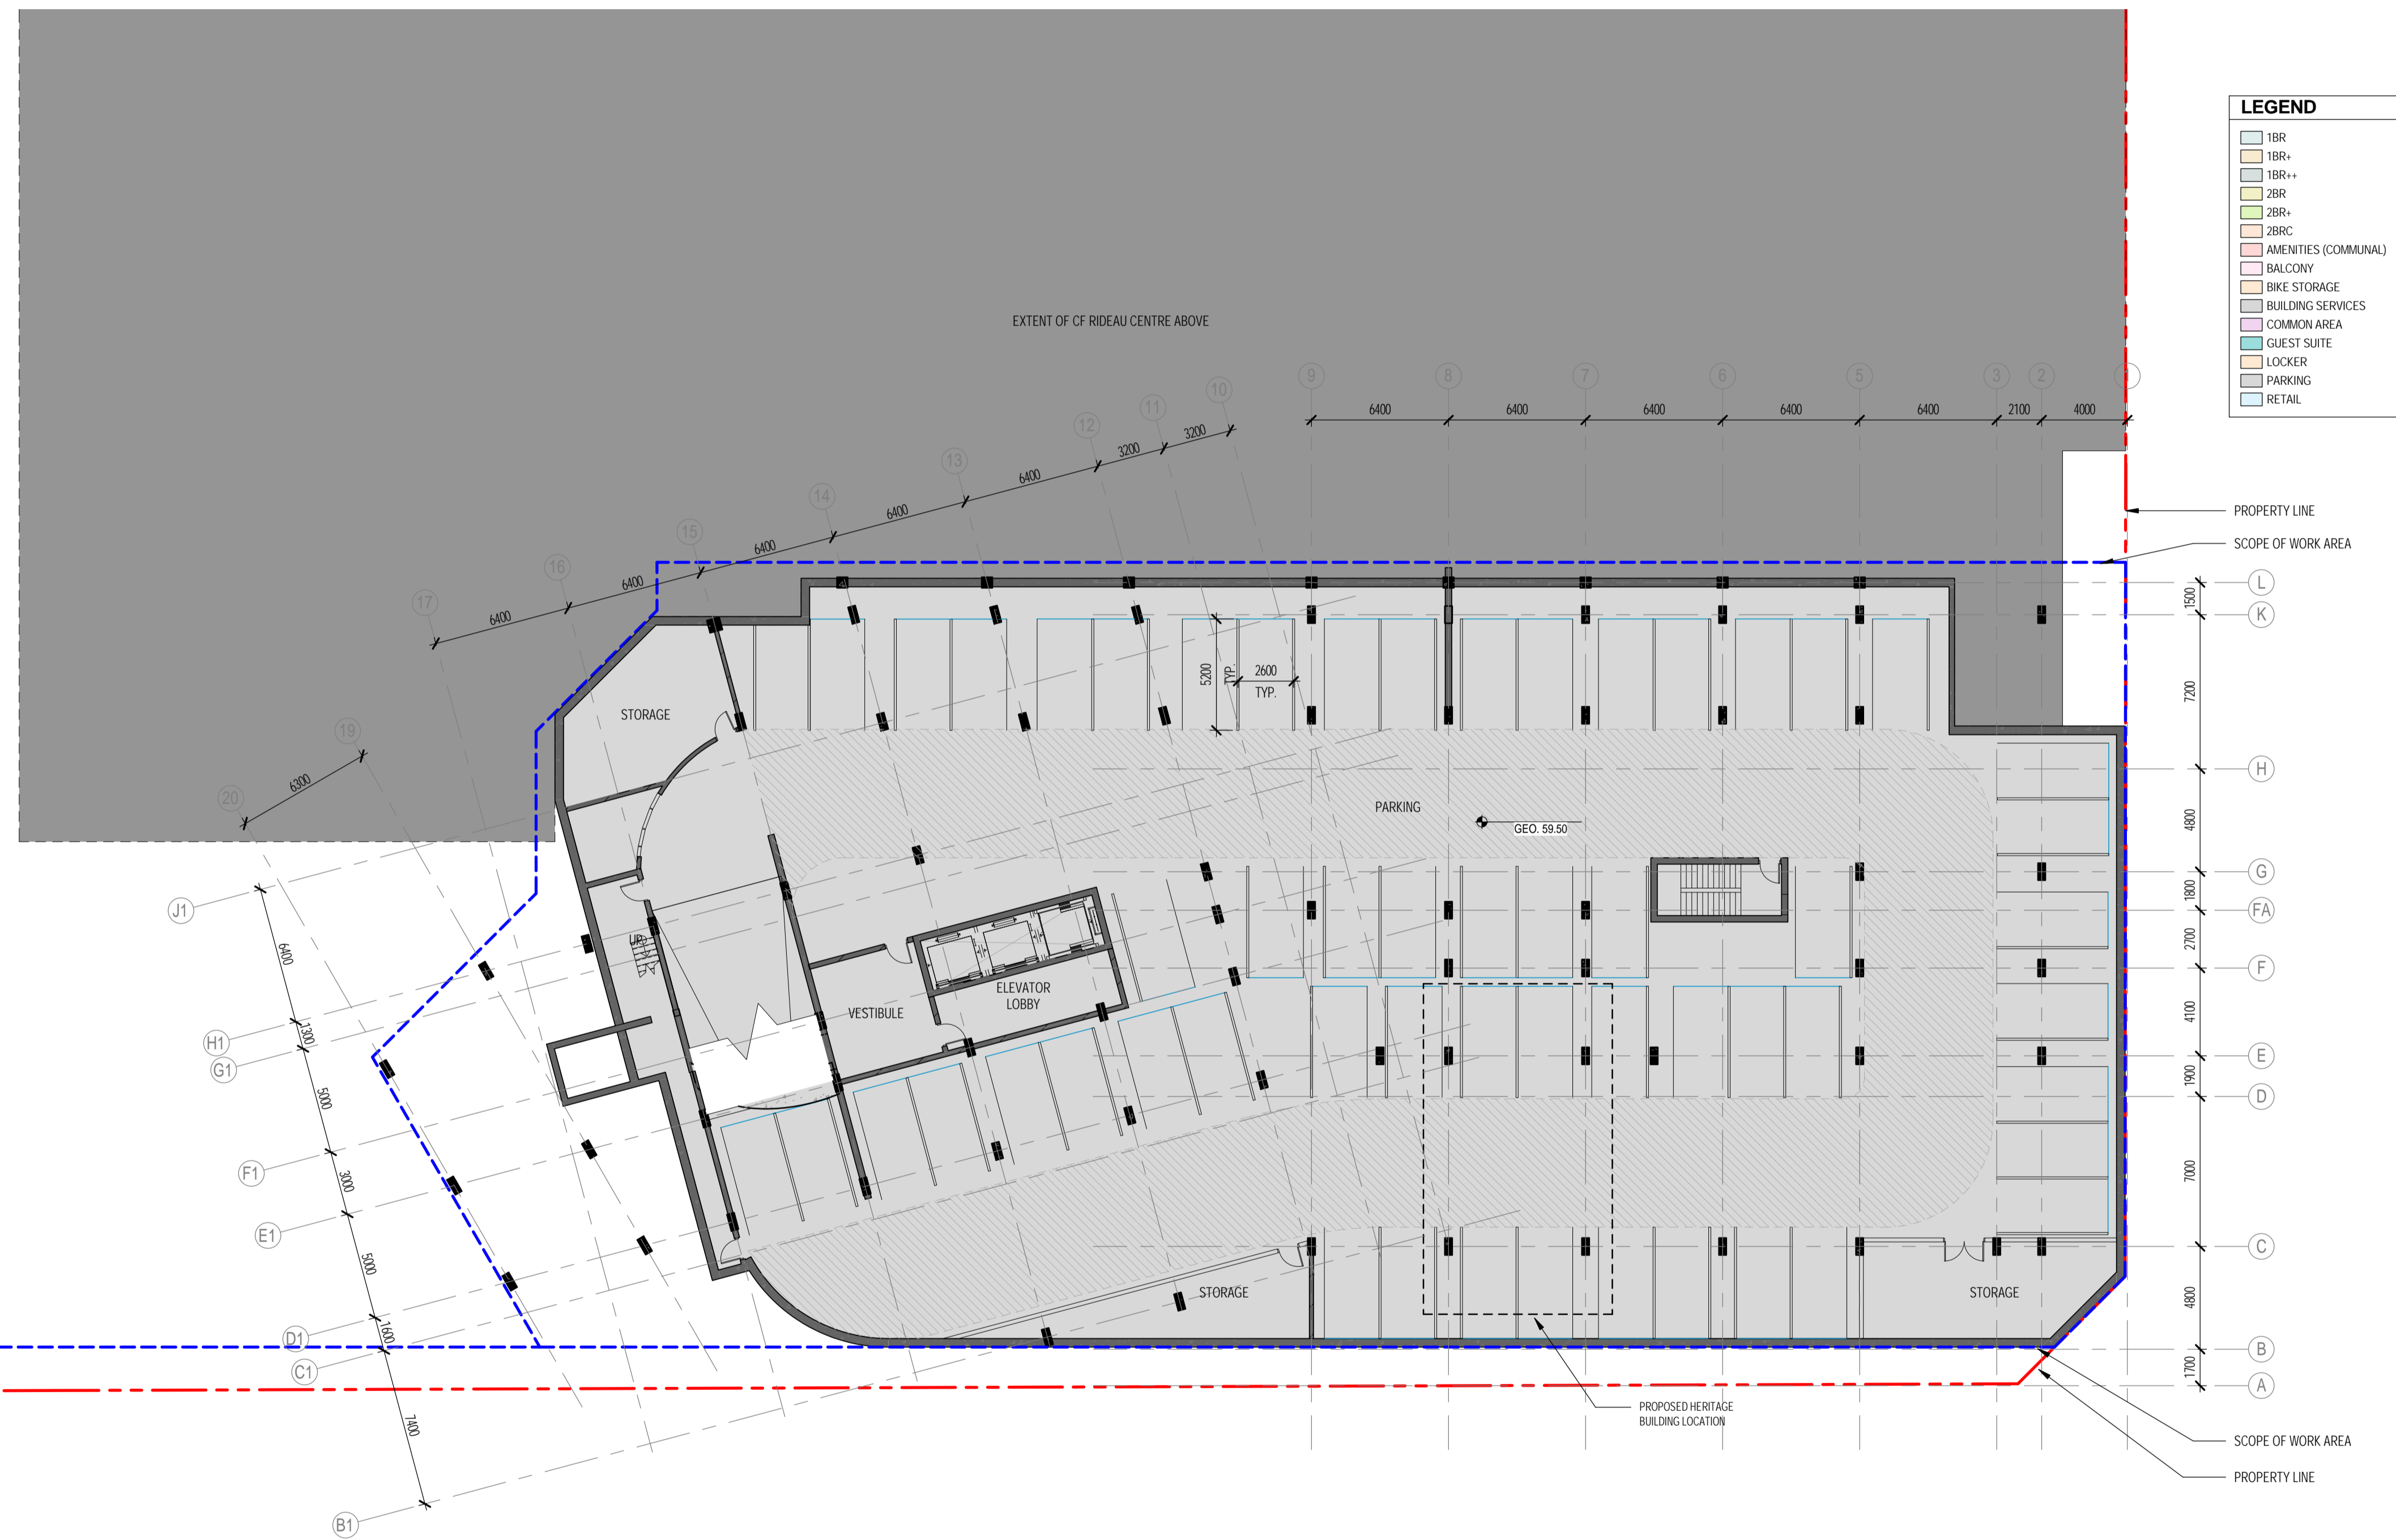 LEGEND
1BR
1BR+
1BR++
2BR
2BR+
2BRC
AMENITIES (COMMUNAL)
BALCONY
BIKE STORAGE
BUILDING SERVICES
COMMON AREA
GUEST SUITE
LOCKER
PARKING
RETAIL
EXTENT OF CF RIDEAU CENTRE ABOVE
9
8
7
6
5
3
2
6400
6400
6400
6400
6400
2100
4000
10
11
12
13
14
15
16
17
19
20
3200
3200
6400
6400
6400
6400
6400
6300
PROPERTY LINE
SCOPE OF WORK AREA
L
1500
K
7200
H
4800
G
1800
FA
2700
F
4100
E
1900
D
7000
C
4800
B
1700
A
STORAGE
5200
TYP.
2600
TYP.
PARKING
GEO. 59.50
UP
VESTIBULE
ELEVATOR
LOBBY
STORAGE
STORAGE
J1
6400
H1
1300
G1
5000
F1
3000
E1
5000
D1
1600
C1
7400
B1
PROPOSED HERITAGE
BUILDING LOCATION
SCOPE OF WORK AREA
PROPERTY LINE